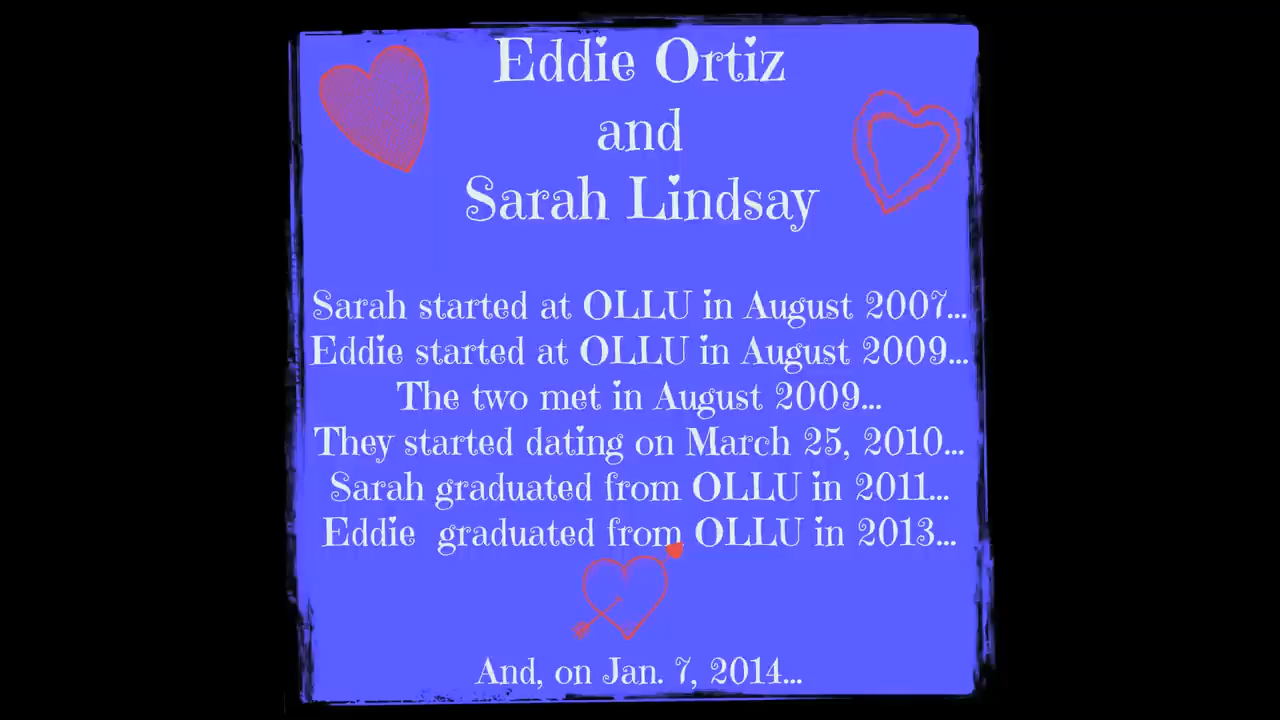 Eddie Ortiz
and
Sarah Lindsay
Sarah started at OLLU in August 2007...
Eddie started at OLLU in August 2009...
The two met in August 2009...
They started dating on March 25, 2010...
Sarah graduated from OLLU in 2011...
Eddie  graduated from OLLU in 2013...
And, on Jan. 7, 2014...